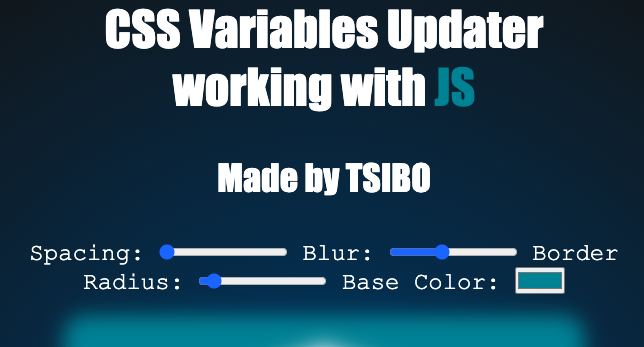 CSS Variables Updater
working with JS
Made by TSIBO
Spacing: Blur: Border
Radius: Base Color: